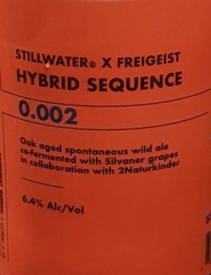 STILLWATER® X FREIGEIST
HYBRID SEQUENCE
0.002
Oak aged spontaneous wild ale
co-fermented with Silvaner grapes
in collaboration with 2Naturkinder
6.4% Alc/Vol